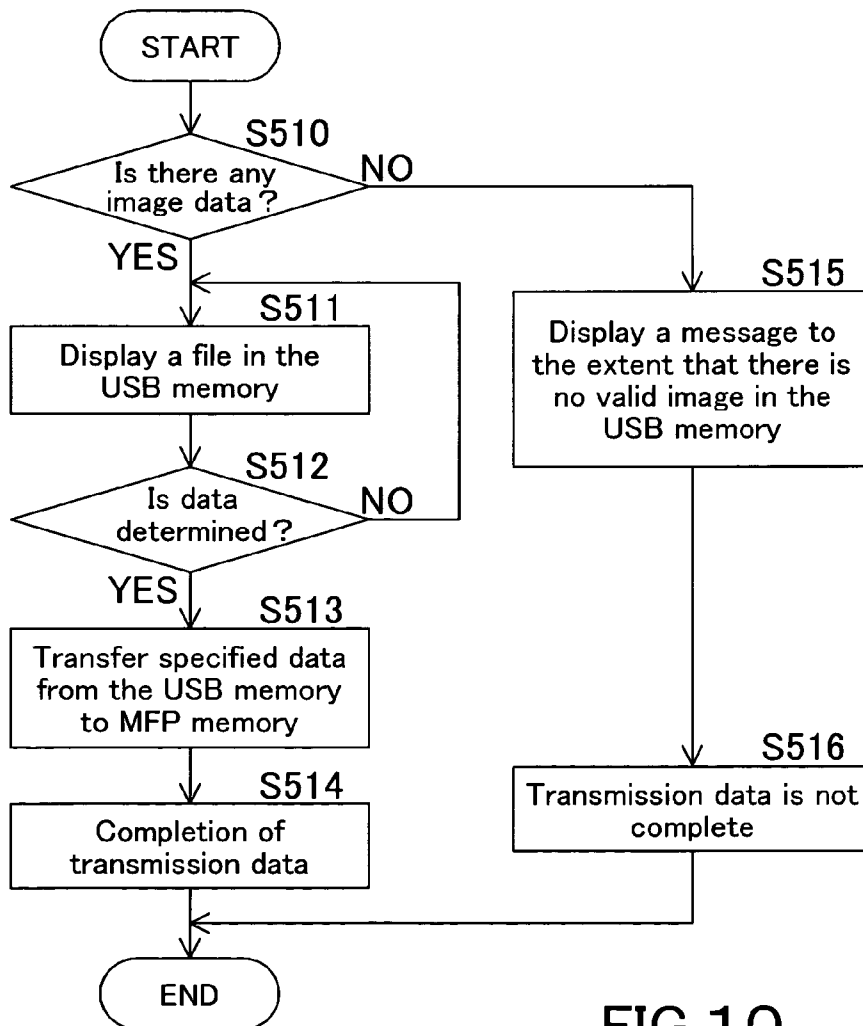 START
S510
Is there any
image data?
NO
YES
S511
Display a file in the
USB memory
S512
Is data
determined?
NO
YES
S513
Transfer specified data
from the USB memory
to MFP memory
S514
Completion of
transmission data
S515
Display a message to
the extent that there is
no valid image in the
USB memory
S516
Transmission data is not
complete
END
FIG.10